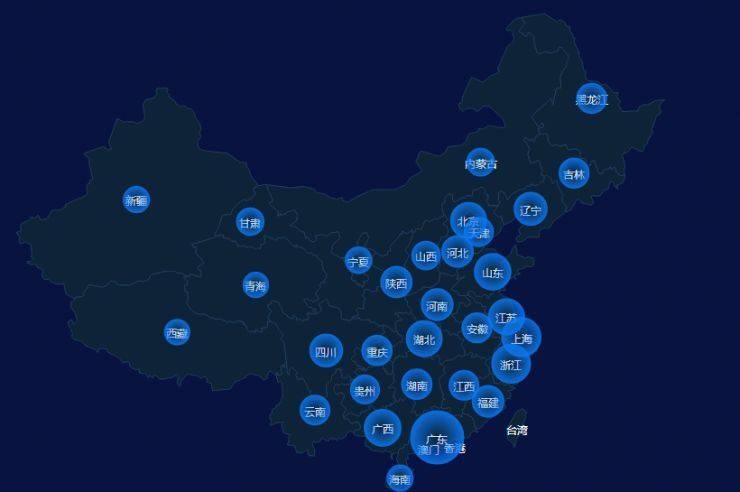 黑龙江
内蒙古
吉林
新疆
辽宁
甘肃
北京
天津
河北
山西
宁夏
山东
陕西
青海
河南
江苏
安徽
西藏
上海
湖北
四川
重庆
浙江
湖南
江西
贵州
福建
云南
广西
台湾
广东
澳门
香港
海南